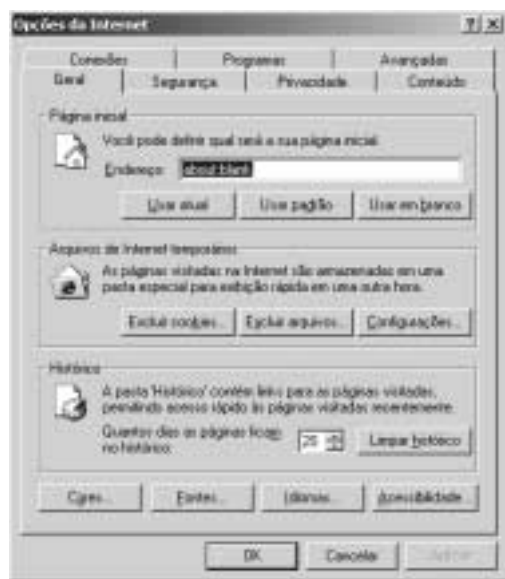 Opções da Internet
Conexões Programas Avançadas
Geral Segurança Privacidade Conteúdo
Página inicial
Você pode definir qual será a sua página inicial.
Endereço: about:blank
Usar atual Usar padrão Usar em branco
Arquivos de Internet temporários
As páginas visitadas na Internet são armazenadas em uma
pasta especial para exibição rápida em uma outra hora.
Excluir cookies... Excluir arquivos... Configurações...
Histórico
A pasta 'Histórico' contém links para as páginas visitadas,
permitindo acesso rápido às páginas visitadas recentemente.
Quantos dias as páginas ficam
no histórico:
Limpar histórico
Cores... Fontes... Idiomas... Acessibilidade...
OK Cancelar Aplicar